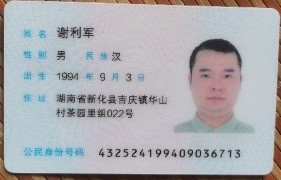 姓名 谢利军
性别 男 民族 汉
出生 1994 年 9 月 3 日
住址 湖南省新化县吉庆镇华山
村茶园里组022号
公民身份号码 432524199409036713